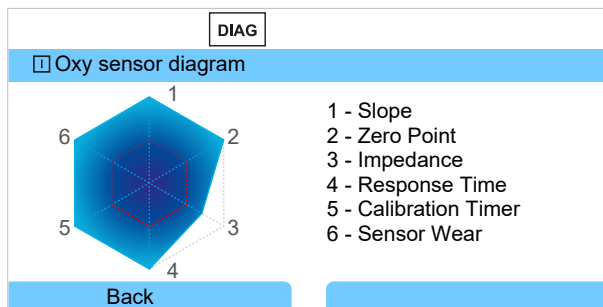 DIAG
I Oxy sensor diagram
1
6
2
5
3
4
1 - Slope
2 - Zero Point
3 - Impedance
4 - Response Time
5 - Calibration Timer
6 - Sensor Wear
Back